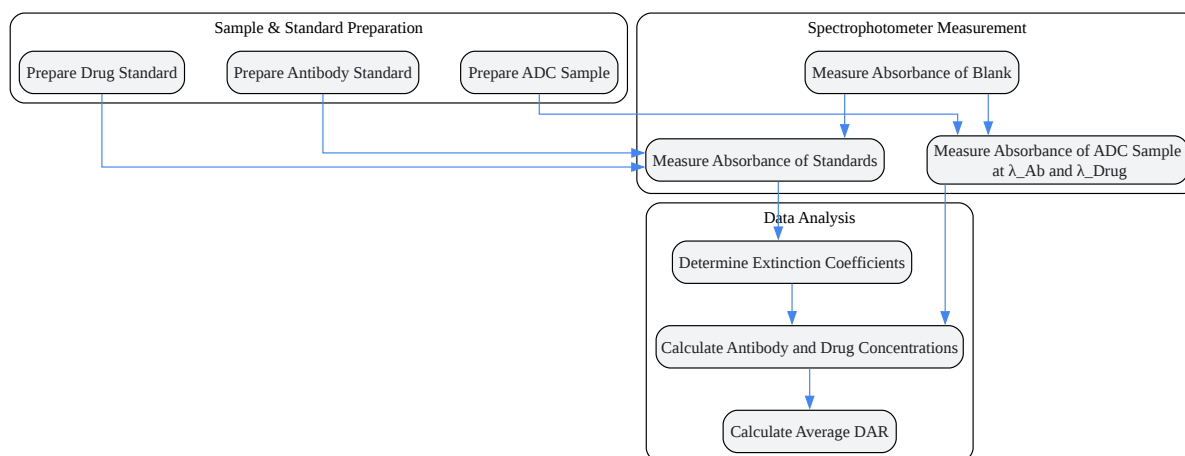 Sample & Standard Preparation
Prepare Drug Standard
Prepare Antibody Standard
Prepare ADC Sample
Spectrophotometer Measurement
Measure Absorbance of Blank
Measure Absorbance of Standards
Measure Absorbance of ADC Sample
at λ_Ab and λ_Drug
Data Analysis
Determine Extinction Coefficients
Calculate Antibody and Drug Concentrations
Calculate Average DAR